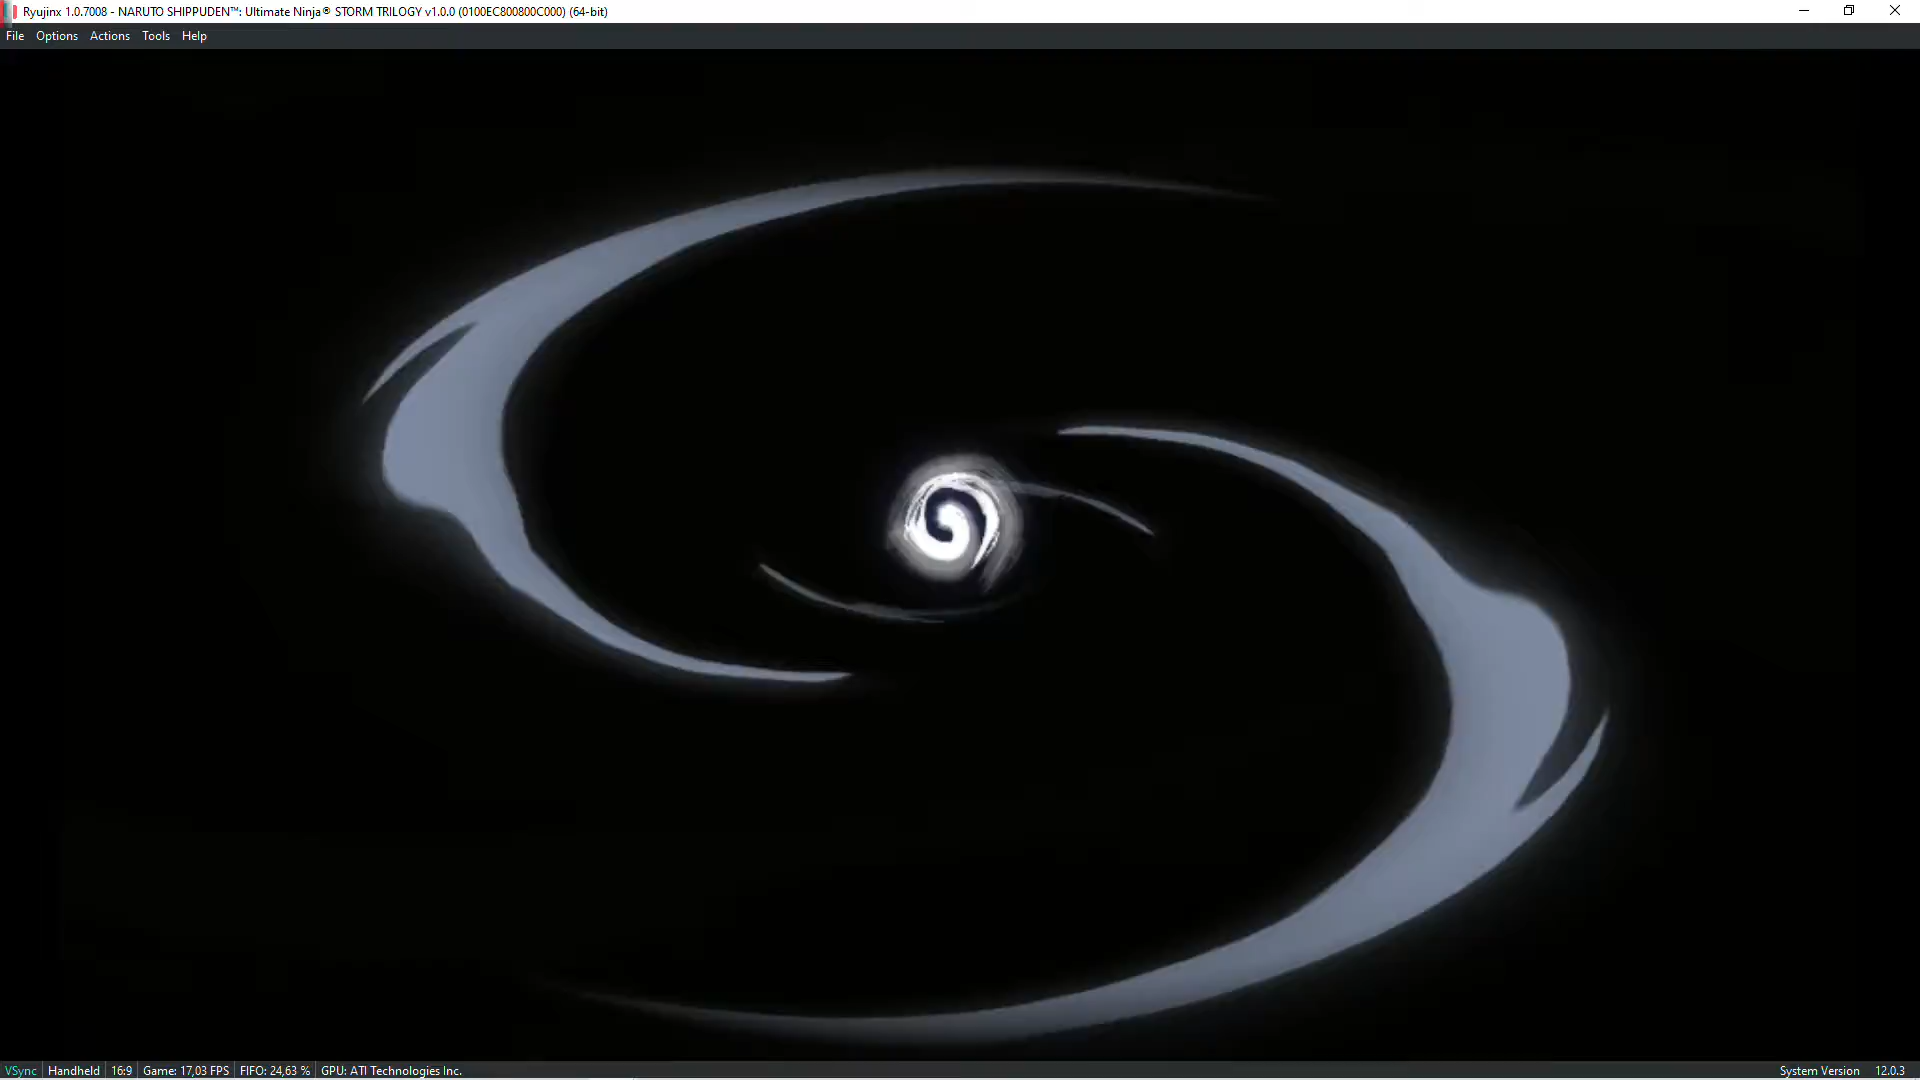 Ryujinx 1.0.7008 - NARUTO SHIPPUDEN™: Ultimate Ninja® STORM TRILOGY v1.0.0 (0100EC800800C000) (64-bit)
File Options Actions Tools Help
VSync Handheld 16:9 Game: 17,03 FPS FIFO: 24,63 % GPU: ATI Technologies Inc. System Version 12.0.3